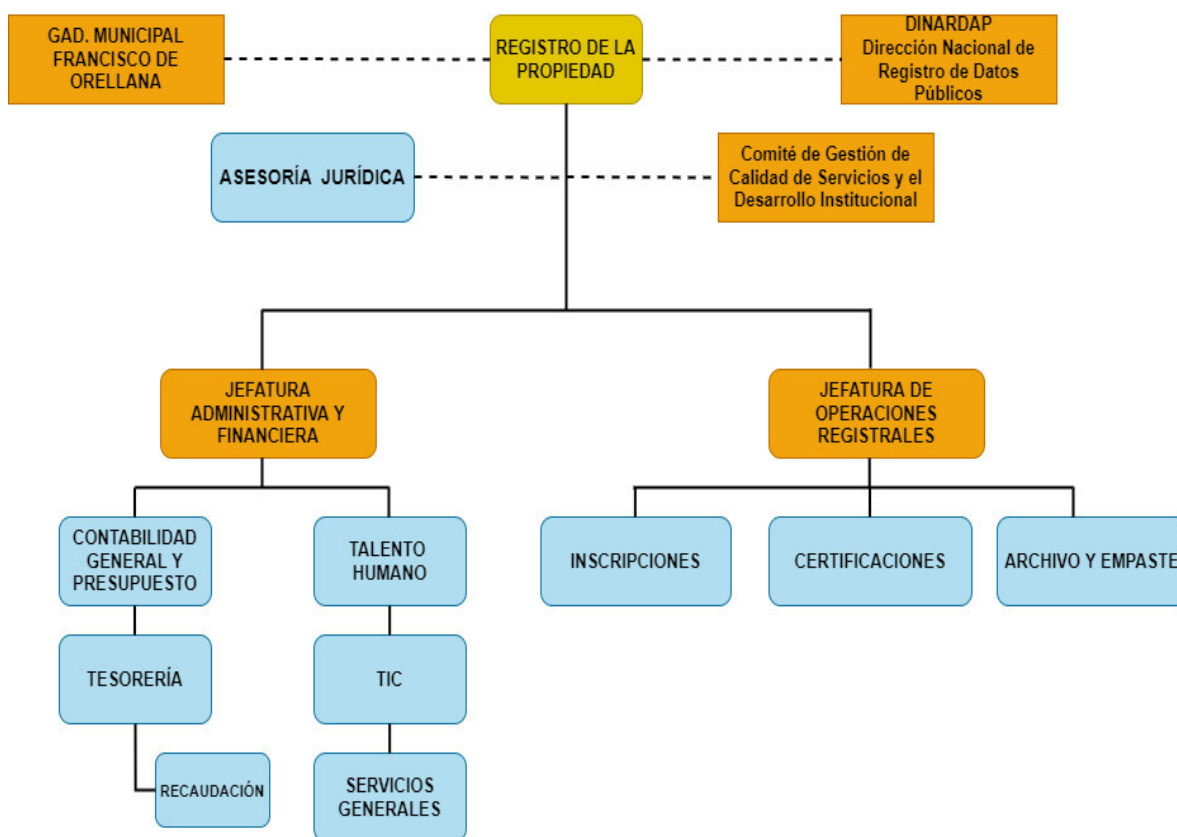 GAD. MUNICIPAL
FRANCISCO DE
ORELLANA
REGISTRO DE LA
PROPIEDAD
DINARDAP
Dirección Nacional de
Registro de Datos
Públicos
ASESORÍA JURÍDICA
Comité de Gestión de
Calidad de Servicios y el
Desarrollo Institucional
JEFATURA
ADMINISTRATIVA Y
FINANCIERA
JEFATURA DE
OPERACIONES
REGISTRALES
CONTABILIDAD
GENERAL Y
PRESUPUESTO
TALENTO
HUMANO
INSCRIPCIONES
CERTIFICACIONES
ARCHIVO Y EMPASTE
TESORERÍA
TIC
RECAUDACIÓN
SERVICIOS
GENERALES